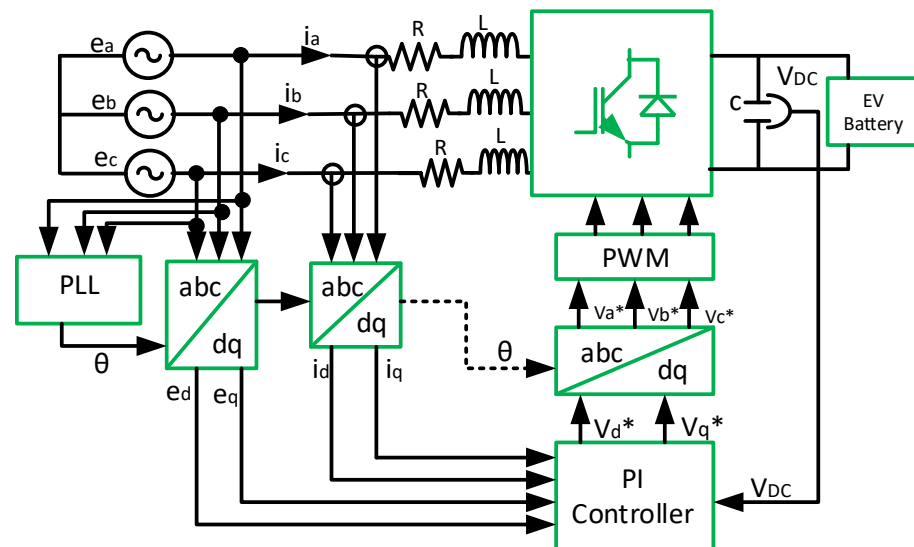 ea
ia
R
L
eb
ib
R
L
ec
ic
R
L
VDC
C
EV
Battery
PLL
θ
abc
dq
abc
dq
θ
PWM
Va*
Vb*
Vc*
abc
dq
ed
eq
id
iq
Vd*
Vq*
PI
Controller
VDC